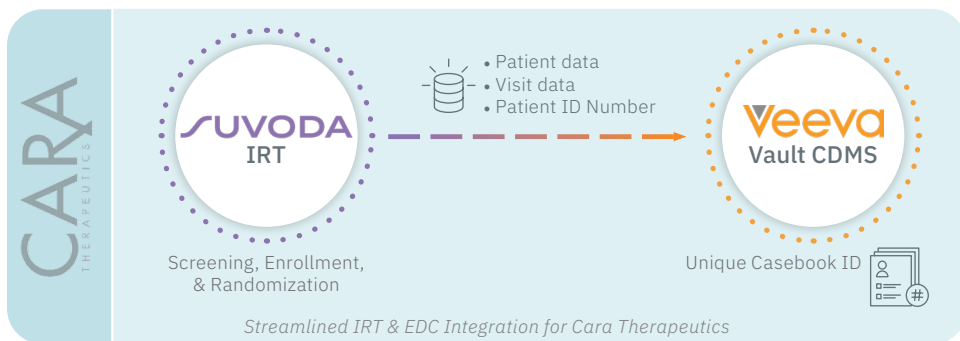 CARA
THERAPEUTICS
SUVODA
IRT
• Patient data
• Visit data
• Patient ID Number
Veeva
Vault CDMS
Screening, Enrollment,
& Randomization
Unique Casebook ID
#
Streamlined IRT & EDC Integration for Cara Therapeutics